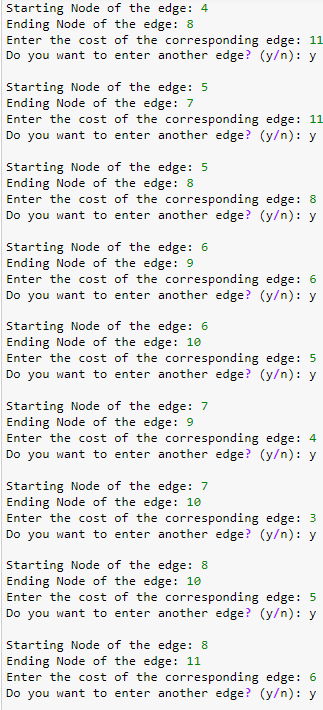 Starting Node of the edge: 4
Ending Node of the edge: 8
Enter the cost of the corresponding edge: 11
Do you want to enter another edge? (y/n): y
Starting Node of the edge: 5
Ending Node of the edge: 7
Enter the cost of the corresponding edge: 11
Do you want to enter another edge? (y/n): y
Starting Node of the edge: 5
Ending Node of the edge: 8
Enter the cost of the corresponding edge: 8
Do you want to enter another edge? (y/n): y
Starting Node of the edge: 6
Ending Node of the edge: 9
Enter the cost of the corresponding edge: 6
Do you want to enter another edge? (y/n): y
Starting Node of the edge: 6
Ending Node of the edge: 10
Enter the cost of the corresponding edge: 5
Do you want to enter another edge? (y/n): y
Starting Node of the edge: 7
Ending Node of the edge: 9
Enter the cost of the corresponding edge: 4
Do you want to enter another edge? (y/n): y
Starting Node of the edge: 7
Ending Node of the edge: 10
Enter the cost of the corresponding edge: 3
Do you want to enter another edge? (y/n): y
Starting Node of the edge: 8
Ending Node of the edge: 10
Enter the cost of the corresponding edge: 5
Do you want to enter another edge? (y/n): y
Starting Node of the edge: 8
Ending Node of the edge: 11
Enter the cost of the corresponding edge: 6
Do you want to enter another edge? (y/n): y